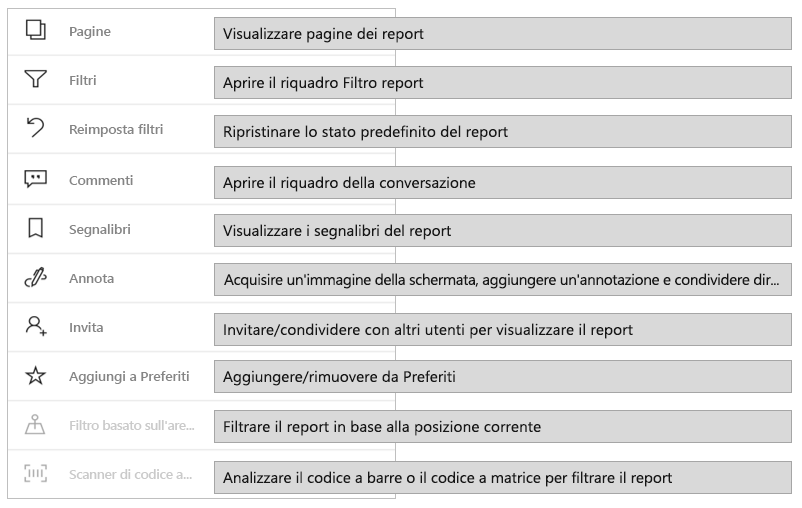 Pagine Visualizzare pagine dei report
Filtri Aprire il riquadro Filtro report
Reimposta filtri Ripristinare lo stato predefinito del report
Commenti Aprire il riquadro della conversazione
Segnalibri Visualizzare i segnalibri del report
Annota Acquisire un'immagine della schermata, aggiungere un'annotazione e condividere dir...
Invita Invitare/condividere con altri utenti per visualizzare il report
Aggiungi a Preferiti Aggiungere/rimuovere da Preferiti
Filtro basato sull'are... Filtrare il report in base alla posizione corrente
Scanner di codice a... Analizzare il codice a barre o il codice a matrice per filtrare il report